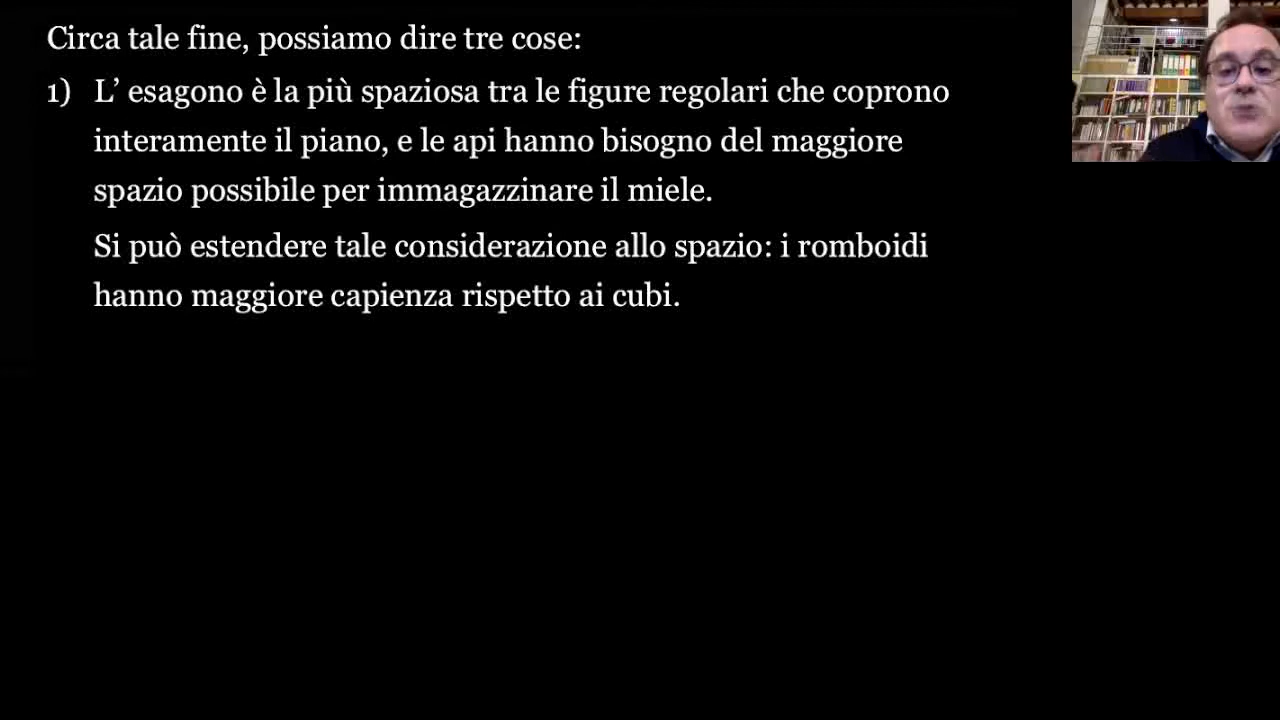 Circa tale fine, possiamo dire tre cose:
1) L’ esagono è la più spaziosa tra le figure regolari che coprono
interamente il piano, e le api hanno bisogno del maggiore
spazio possibile per immagazzinare il miele.
Si può estendere tale considerazione allo spazio: i romboidi
hanno maggiore capienza rispetto ai cubi.